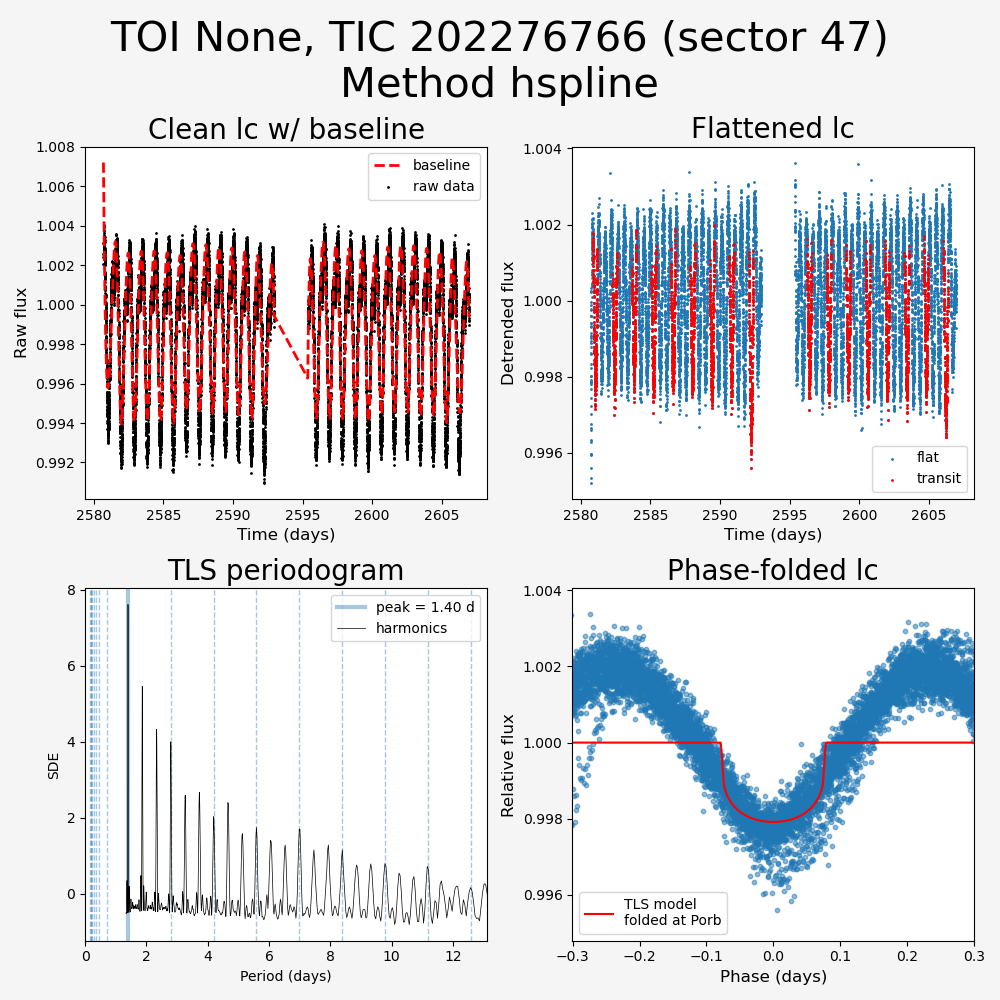 TOI None, TIC 202276766 (sector 47)
Method hspline
Clean lc w/ baseline
Flattened lc
1.008
1.006
1.004
1.002
1.000
0.998
0.996
0.994
0.992
Raw flux
baseline
raw data
2580
2585
2590
2595
2600
2605
Time (days)
1.004
1.002
1.000
0.998
0.996
Detrended flux
flat
transit
2580
2585
2590
2595
2600
2605
Time (days)
TLS periodogram
Phase-folded lc
8
6
4
2
0
SDE
peak = 1.40 d
harmonics
0
2
4
6
8
10
12
Period (days)
1.004
1.002
1.000
0.998
0.996
Relative flux
TLS model
folded at Porb
−0.3
−0.2
−0.1
0.0
0.1
0.2
0.3
Phase (days)